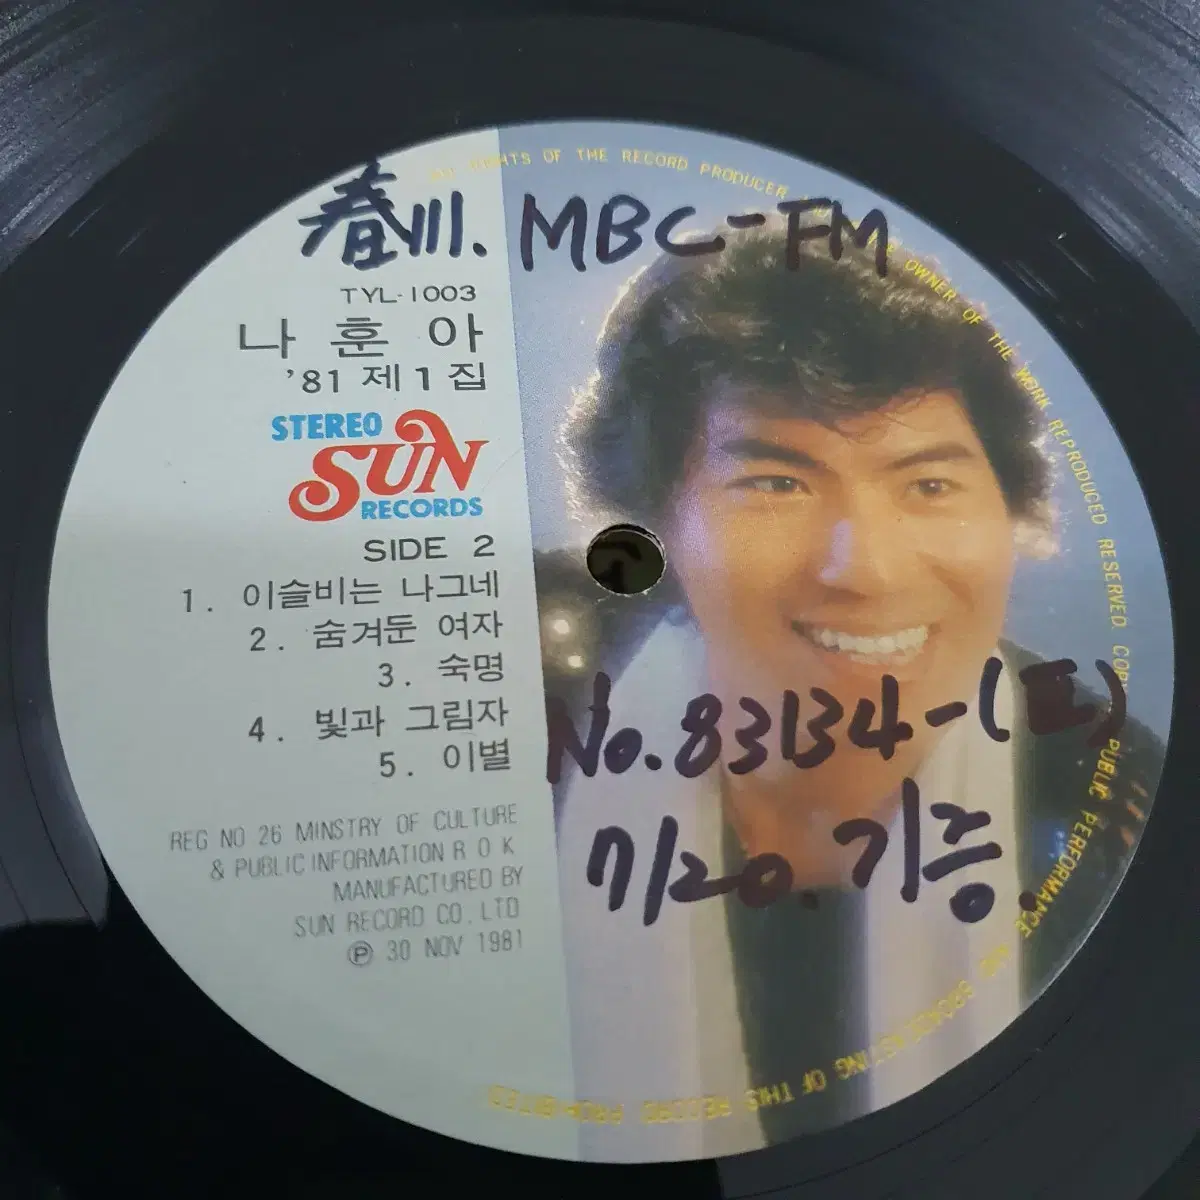 春川. MBC-FM
TYL-1003
나훈아
'81 제1집
STEREO
SUN
RECORDS
SIDE 2
1. 이슬비는 나그네
2. 숨겨둔 여자
3. 숙명
4. 빛과 그림자
5. 이별
No.83134-(II)
7/20. 기증.
REG NO 26 MINSTRY OF CULTURE
& PUBLIC INFORMATION R O K
MANUFACTURED BY
SUN RECORD CO. LTD
℗ 30 NOV 1981
RIGHTS OF THE RECORD PRODUCER OWNER OF THE WORK REPRODUCED RESERVED PUBLIC PERFORMANCE BROADCASTING OF THIS RECORD PROHIBITED